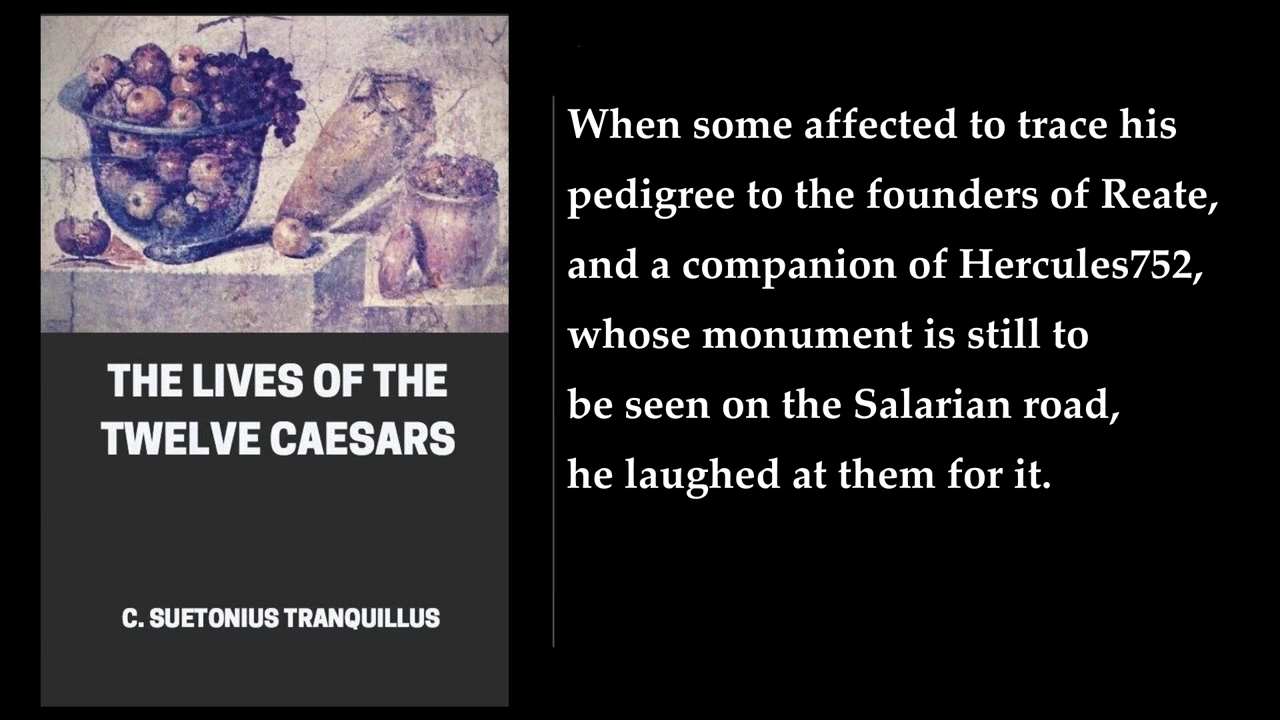 THE LIVES OF THE
TWELVE CAESARS
C. SUETONIUS TRANQUILLUS
When some affected to trace his
pedigree to the founders of Reate,
and a companion of Hercules752,
whose monument is still to
be seen on the Salarian road,
he laughed at them for it.